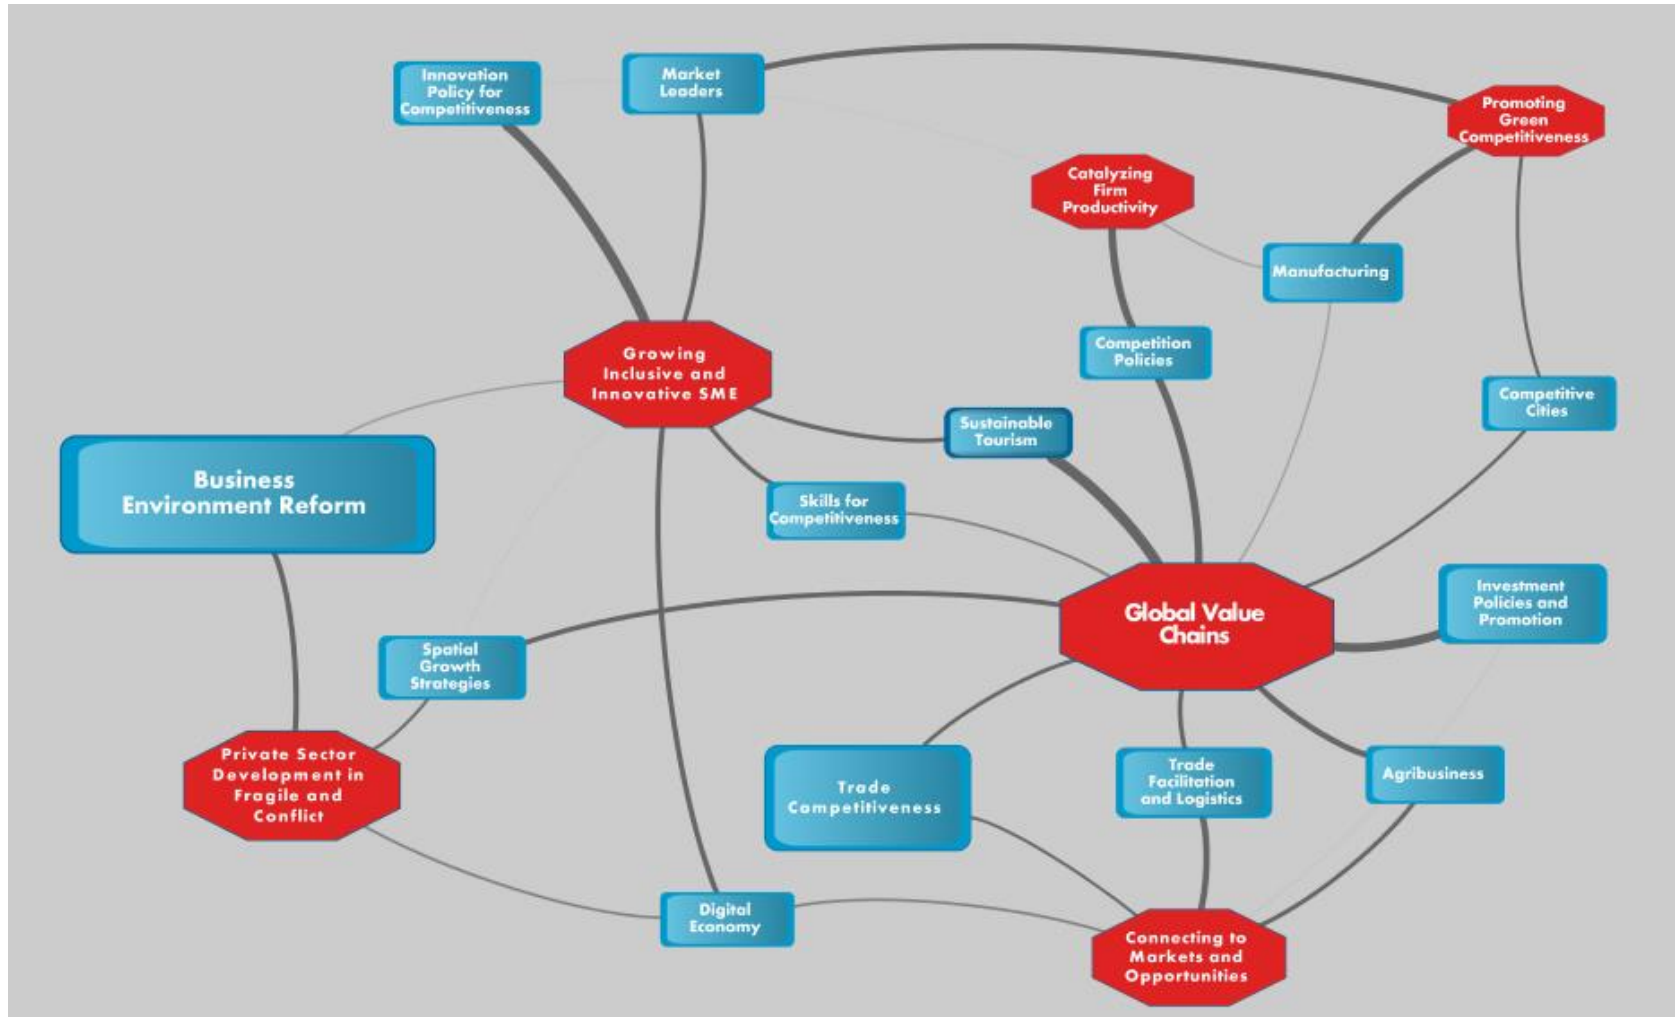 Innovation
Policy for
Competitiveness
Market
Leaders
Promoting
Green
Competitiveness
Catalyzing
Firm
Productivity
Manufacturing
Competition
Policies
Growing
Inclusive and
Innovative SME
Competitive
Cities
Sustainable
Tourism
Business
Environment Reform
Skills for
Competitiveness
Global Value
Chains
Investment
Policies and
Promotion
Spatial
Growth
Strategies
Private Sector
Development in
Fragile and
Conflict
Trade
Competitiveness
Trade
Facilitation
and Logistics
Agribusiness
Digital
Economy
Connecting to
Markets and
Opportunities